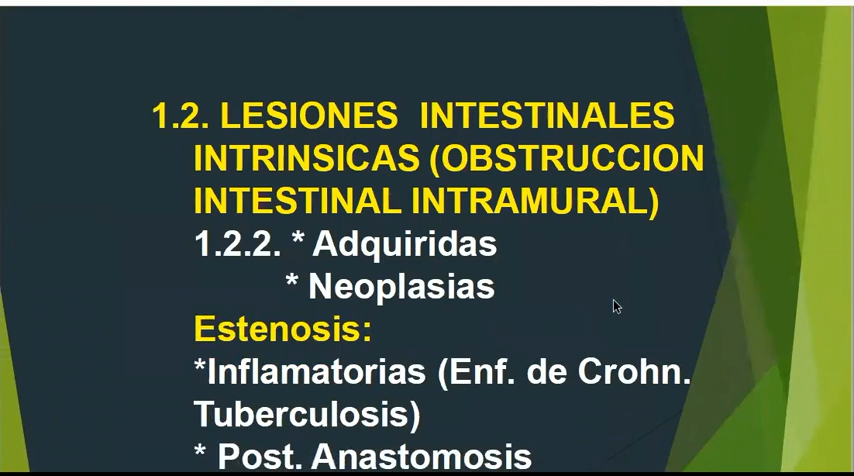 1.2. LESIONES INTESTINALES
INTRINSICAS (OBSTRUCCION
INTESTINAL INTRAMURAL)
1.2.2. * Adquiridas
* Neoplasias
Estenosis:
*Inflamatorias (Enf. de Crohn.
Tuberculosis)
* Post. Anastomosis